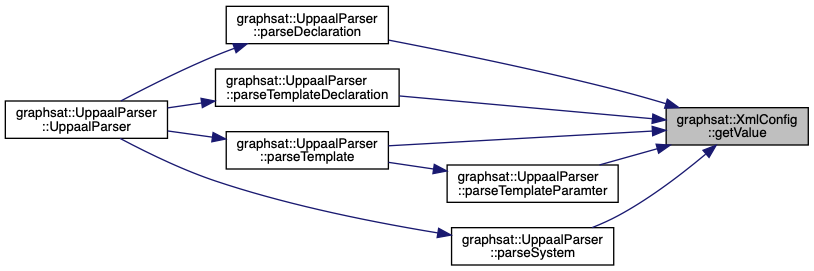 graphsat::UppaalParser
::parseDeclaration
graphsat::UppaalParser
::parseTemplateDeclaration
graphsat::UppaalParser
::UppaalParser
graphsat::XmlConfig
::getValue
graphsat::UppaalParser
::parseTemplate
graphsat::UppaalParser
::parseTemplateParamter
graphsat::UppaalParser
::parseSystem